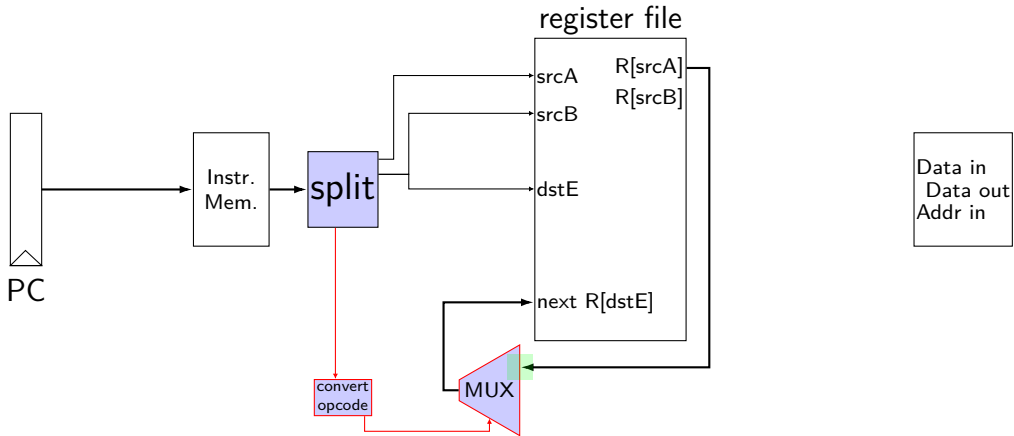 register file
srcA
R[srcA]
R[srcB]
srcB
dstE
next R[dstE]
PC
Instr.
Mem.
split
convert
opcode
MUX
Data in
Data out
Addr in